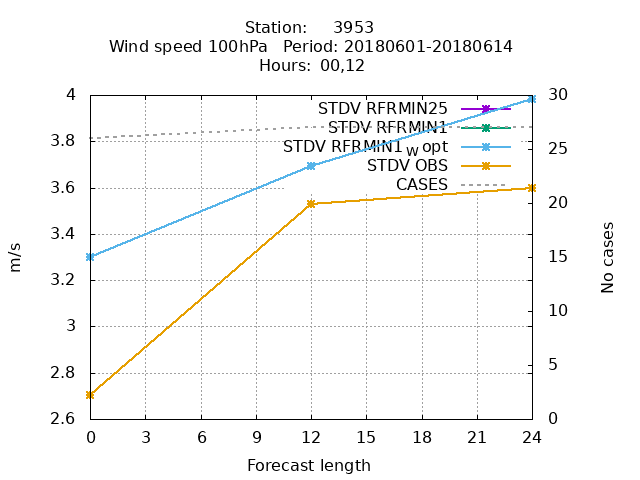 Station: 3953
Wind speed 100hPa Period: 20180601-20180614
Hours: 00,12
4
3.8
3.6
3.4
3.2
3
2.8
2.6
m/s
STDV RFRMIN25
STDV RFRMIN1
STDV RFRMIN1 W opt
STDV OBS
CASES
30
25
20
15
10
5
0
No cases
0 3 6 9 12 15 18 21 24
Forecast length